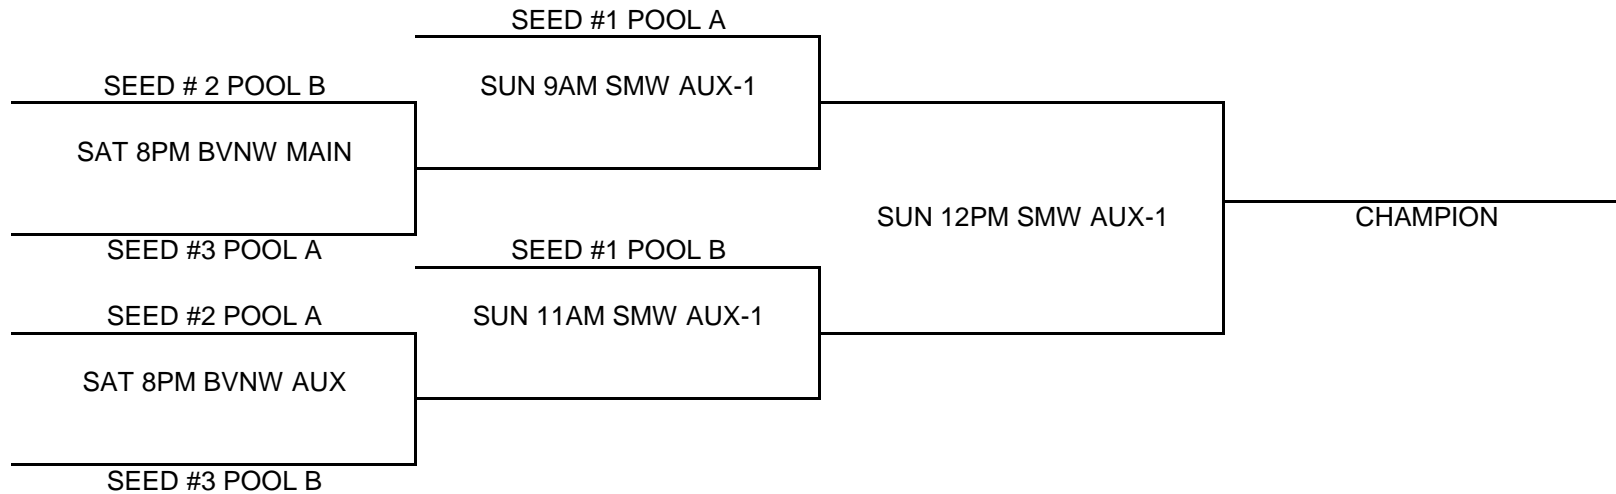 SEED #1 POOL A
SEED # 2 POOL B
SUN 9AM SMW AUX-1
SAT 8PM BVNW MAIN
SUN 12PM SMW AUX-1
CHAMPION
SEED #3 POOL A
SEED #1 POOL B
SEED #2 POOL A
SUN 11AM SMW AUX-1
SAT 8PM BVNW AUX
SEED #3 POOL B